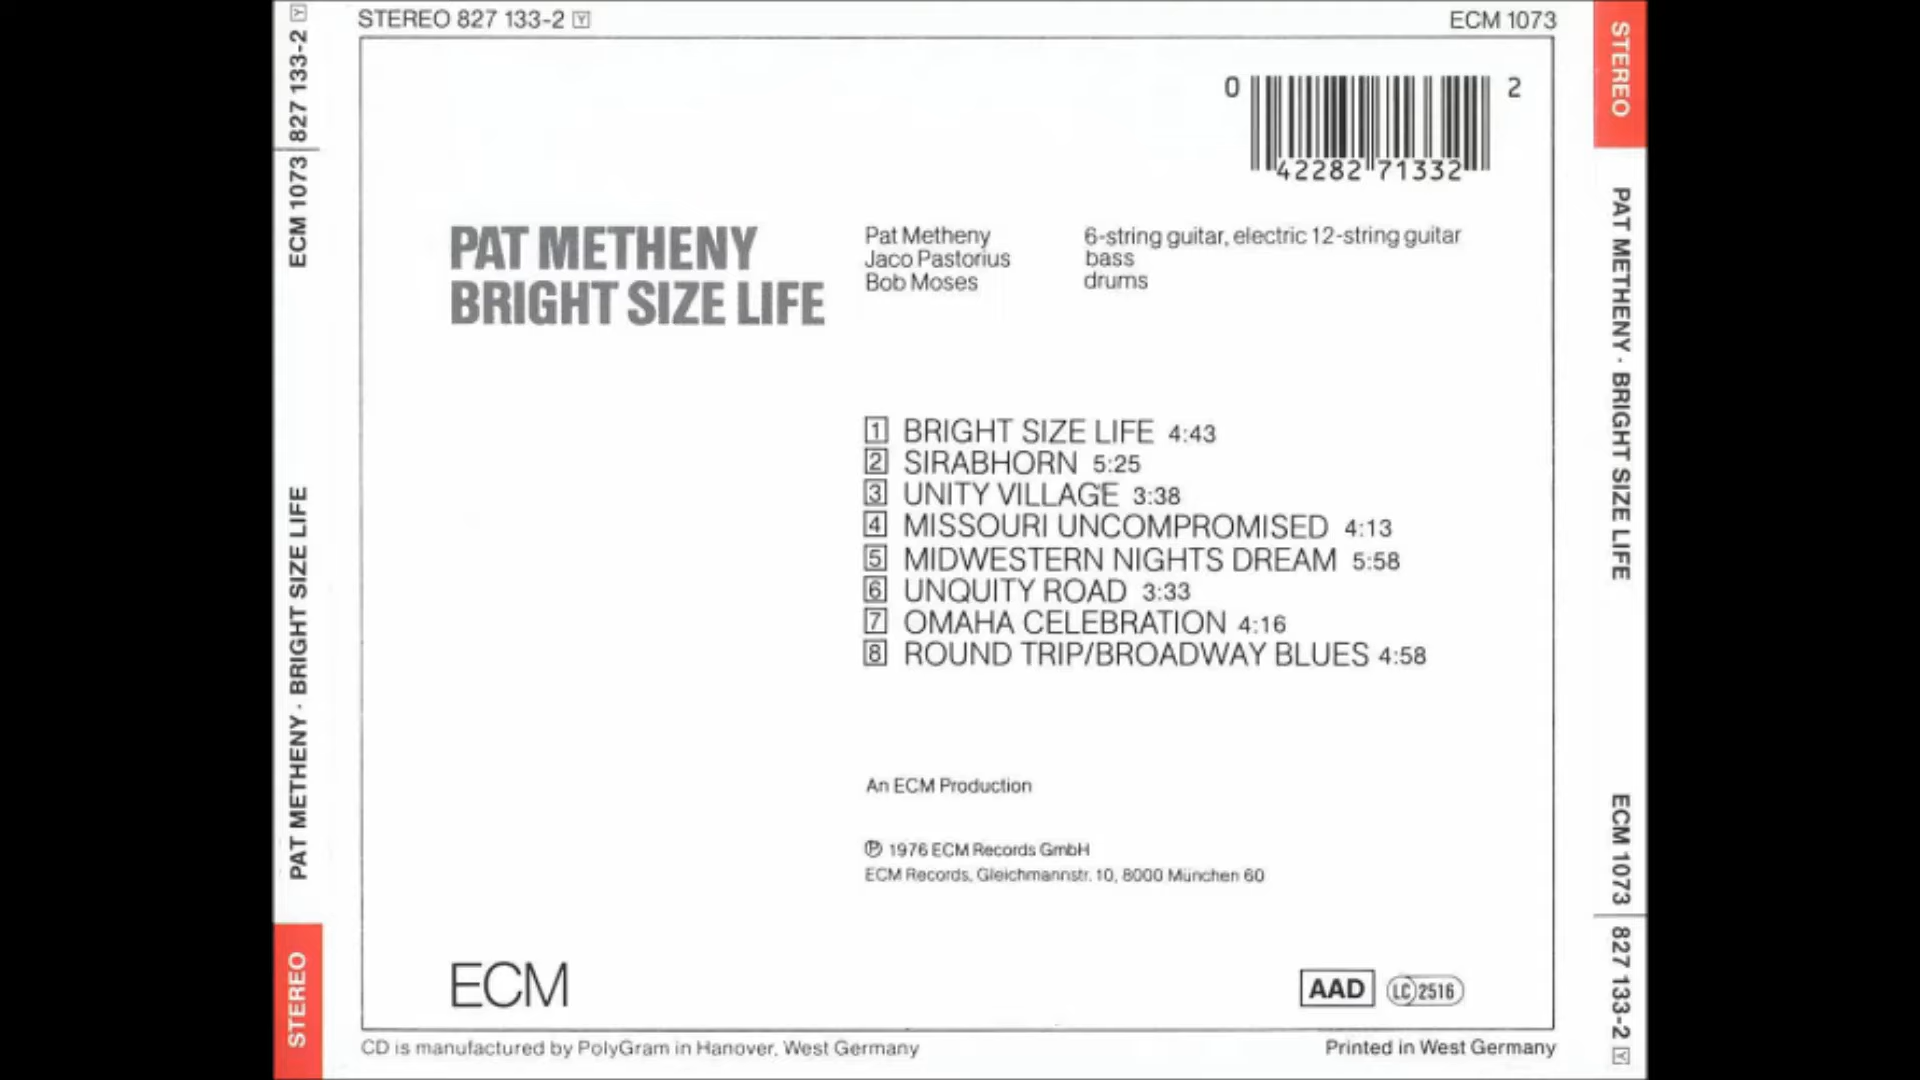 STEREO 827 133-2 Y
ECM 1073
0 42282 71332 2
PAT METHENY
BRIGHT SIZE LIFE
Pat Metheny 6-string guitar, electric 12-string guitar
Jaco Pastorius bass
Bob Moses drums
1 BRIGHT SIZE LIFE 4:43
2 SIRABHORN 5:25
3 UNITY VILLAGE 3:38
4 MISSOURI UNCOMPROMISED 4:13
5 MIDWESTERN NIGHTS DREAM 5:58
6 UNQUITY ROAD 3:33
7 OMAHA CELEBRATION 4:16
8 ROUND TRIP/BROADWAY BLUES 4:58
An ECM Production
℗ 1976 ECM Records GmbH
ECM Records, Gleichmannstr. 10, 8000 München 60
ECM
AAD LC 2516
CD is manufactured by PolyGram in Hanover, West Germany
Printed in West Germany
STEREO PAT METHENY · BRIGHT SIZE LIFE ECM 1073 827 133-2 Y
STEREO PAT METHENY · BRIGHT SIZE LIFE ECM 1073 827 133-2 Y